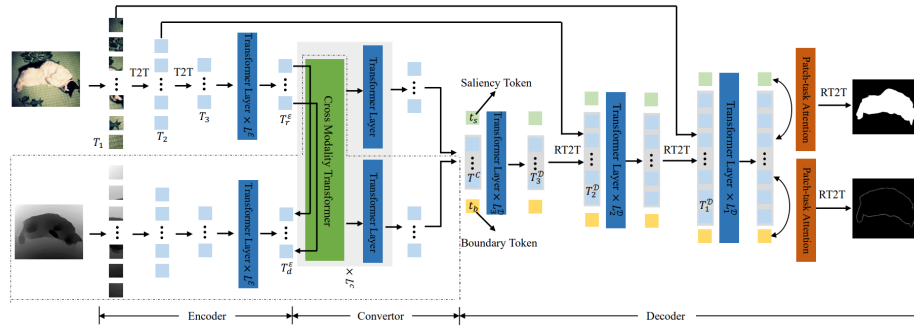 T2T
T2T
T_1
T_2
T_3
Transformer Layer × L^ℰ
T_r^ℰ
Cross Modality Transformer
Transformer Layer
Transformer Layer × L^ℰ
T_d^ℰ
Transformer Layer
× L^C
Saliency Token
t_s
T^C
t_b
Boundary Token
Transformer Layer × L_3^𝒟
T_3^𝒟
RT2T
T_2^𝒟
Transformer Layer × L_2^𝒟
RT2T
T_1^𝒟
Transformer Layer × L_1^𝒟
Patch-task Attention
RT2T
Patch-task Attention
RT2T
Encoder
Convertor
Decoder